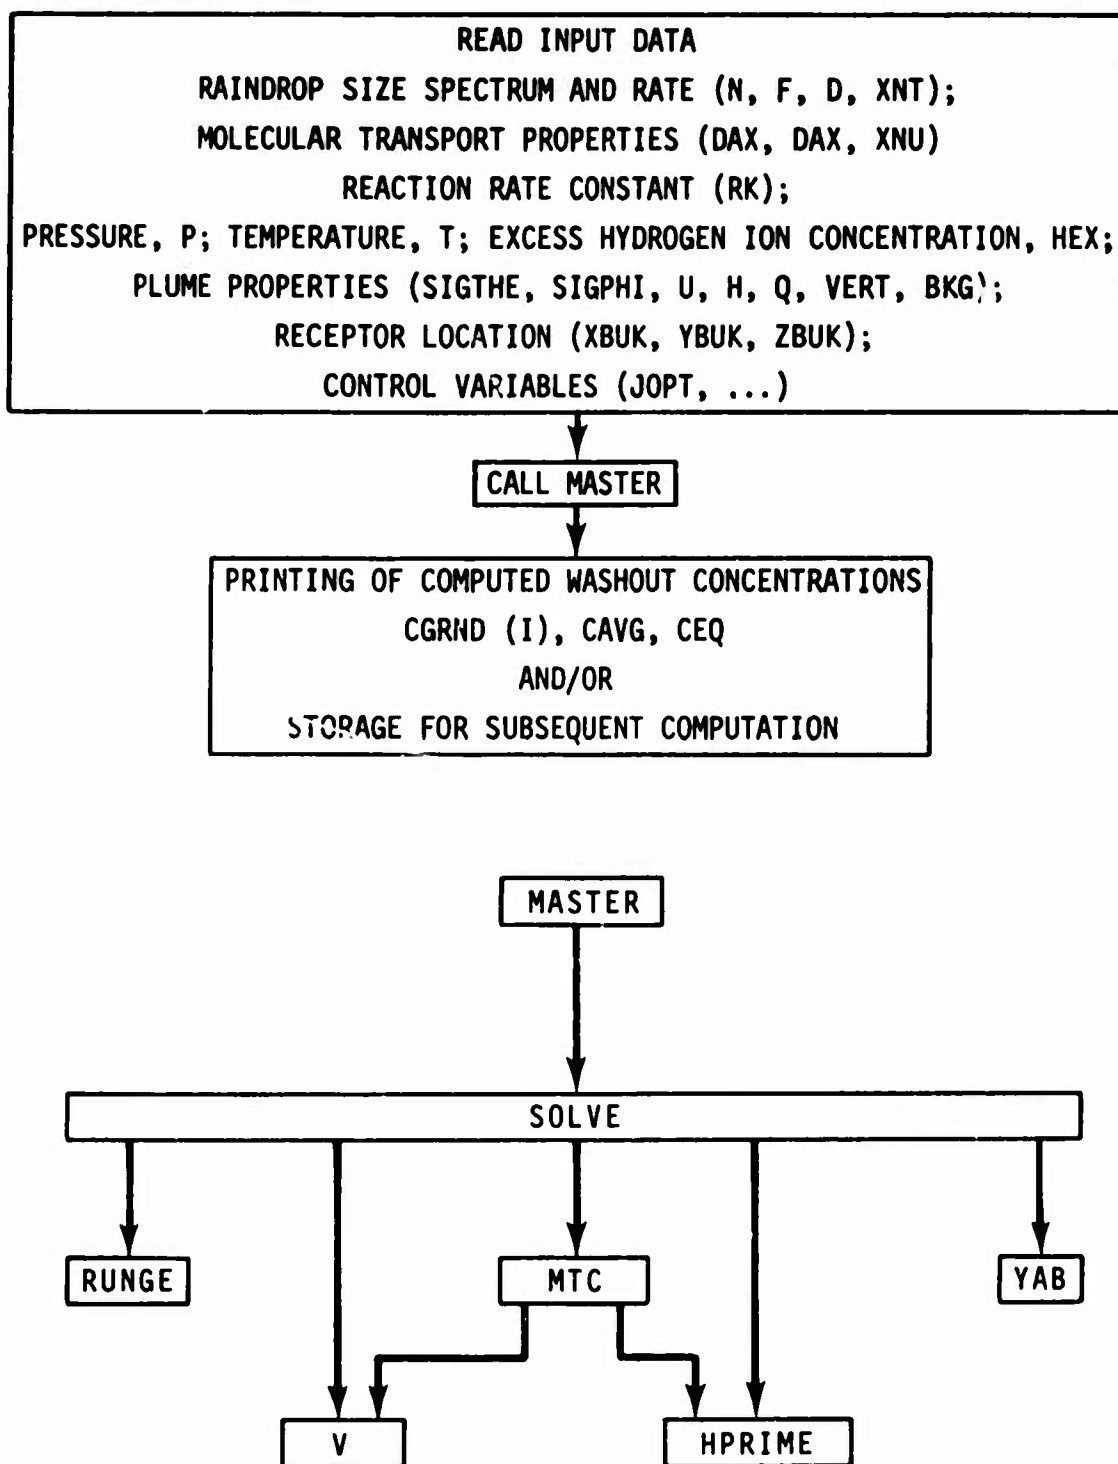 READ INPUT DATA
RAINDROP SIZE SPECTRUM AND RATE (N, F, D, XNT);
MOLECULAR TRANSPORT PROPERTIES (DAX, DAX, XNU)
REACTION RATE CONSTANT (RK);
PRESSURE, P; TEMPERATURE, T; EXCESS HYDROGEN ION CONCENTRATION, HEX;
PLUME PROPERTIES (SIGTHE, SIGPHI, U, H, Q, VERT, BKG);
RECEPTOR LOCATION (XBUK, YBUK, ZBUK);
CONTROL VARIABLES (JOPT, ...)
CALL MASTER
PRINTING OF COMPUTED WASHOUT CONCENTRATIONS
CGRND (I), CAVG, CEQ
AND/OR
STORAGE FOR SUBSEQUENT COMPUTATION
MASTER
SOLVE
RUNGE
MTC
YAB
V
HPRIME